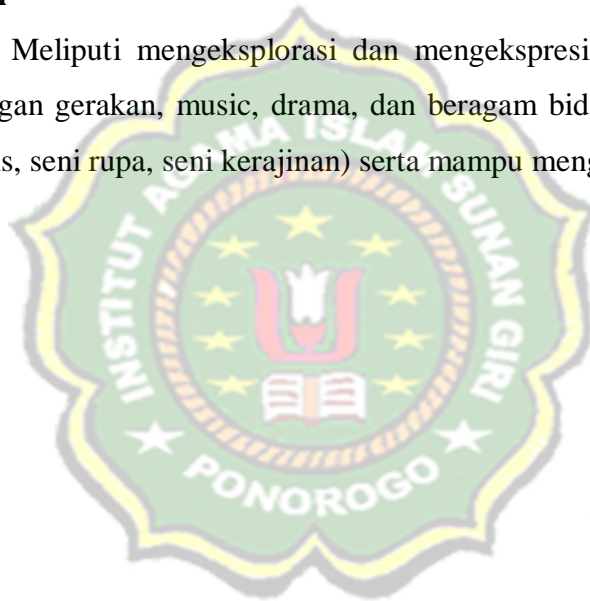 Meliputi mengeksplorasi dan mengekspresi
gan gerakan, music, drama, dan beragam bid
s, seni rupa, seni kerajinan) serta mampu meng
INSTITUT AGAMA ISLAM SUNAN GIRI
PONOROGO